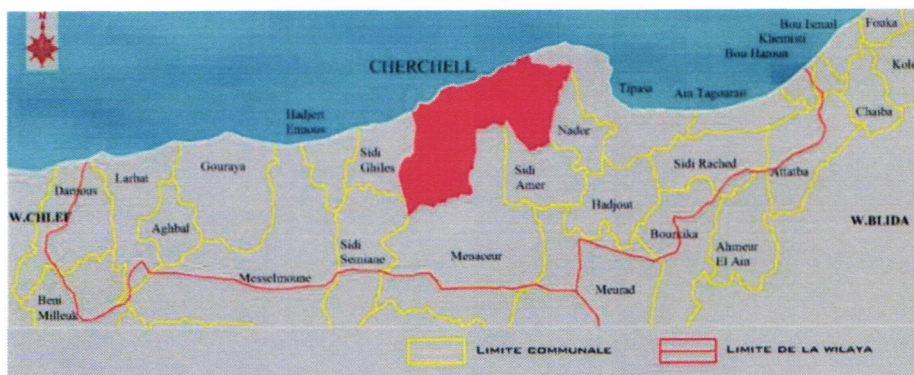 N
Bou Ismail
Fouka
Khemisti
Bou Haroun
CHERCHELL
Tipasa
Ain Tagourait
Chaiba
Hadjert
Ennous
Nador
Sidi
Ghiles
Gouraya
Larhat
Damous
Sidi Rached
Attatba
Sidi
Amer
Hadjout
W.CHLEF
W.BLIDA
Aghbal
Bourkika
Sidi
Semiane
Menaceur
Ahmeur
El Ain
Messelmoune
Meurad
Beni
Milleuk
LIMITE COMMUNALE
LIMITE DE LA WILAYA